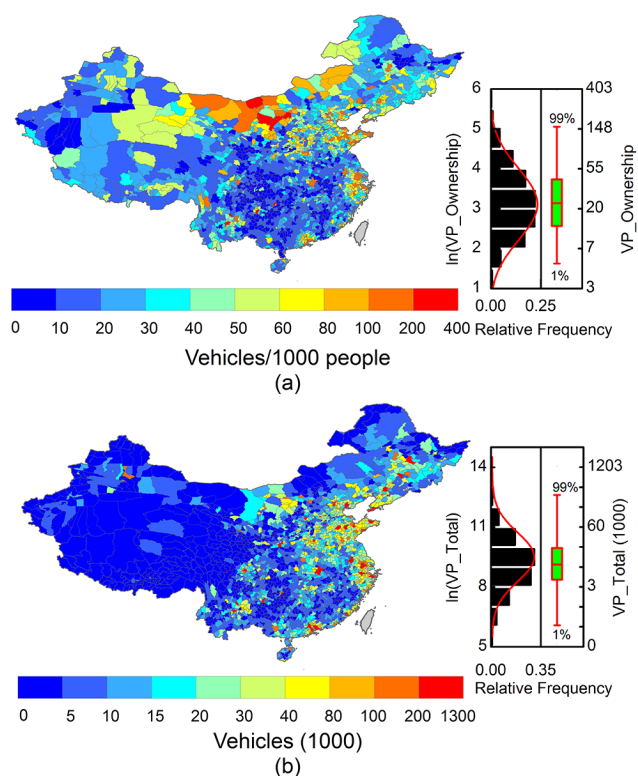 6 403
99%
5 148
4 55
3 20
2 7
1% 
1 3
ln(VP_Ownership)
VP_Ownership
0.00 0.25
Relative Frequency
0 10 20 30 40 50 60 80 100 200 400
Vehicles/1000 people
(a)
14 1203
99%
11 60
8 3
1%
5 0
ln(VP_Total)
VP_Total (1000)
0.00 0.35
Relative Frequency
0 5 10 15 20 30 40 80 100 200 1300
Vehicles (1000)
(b)